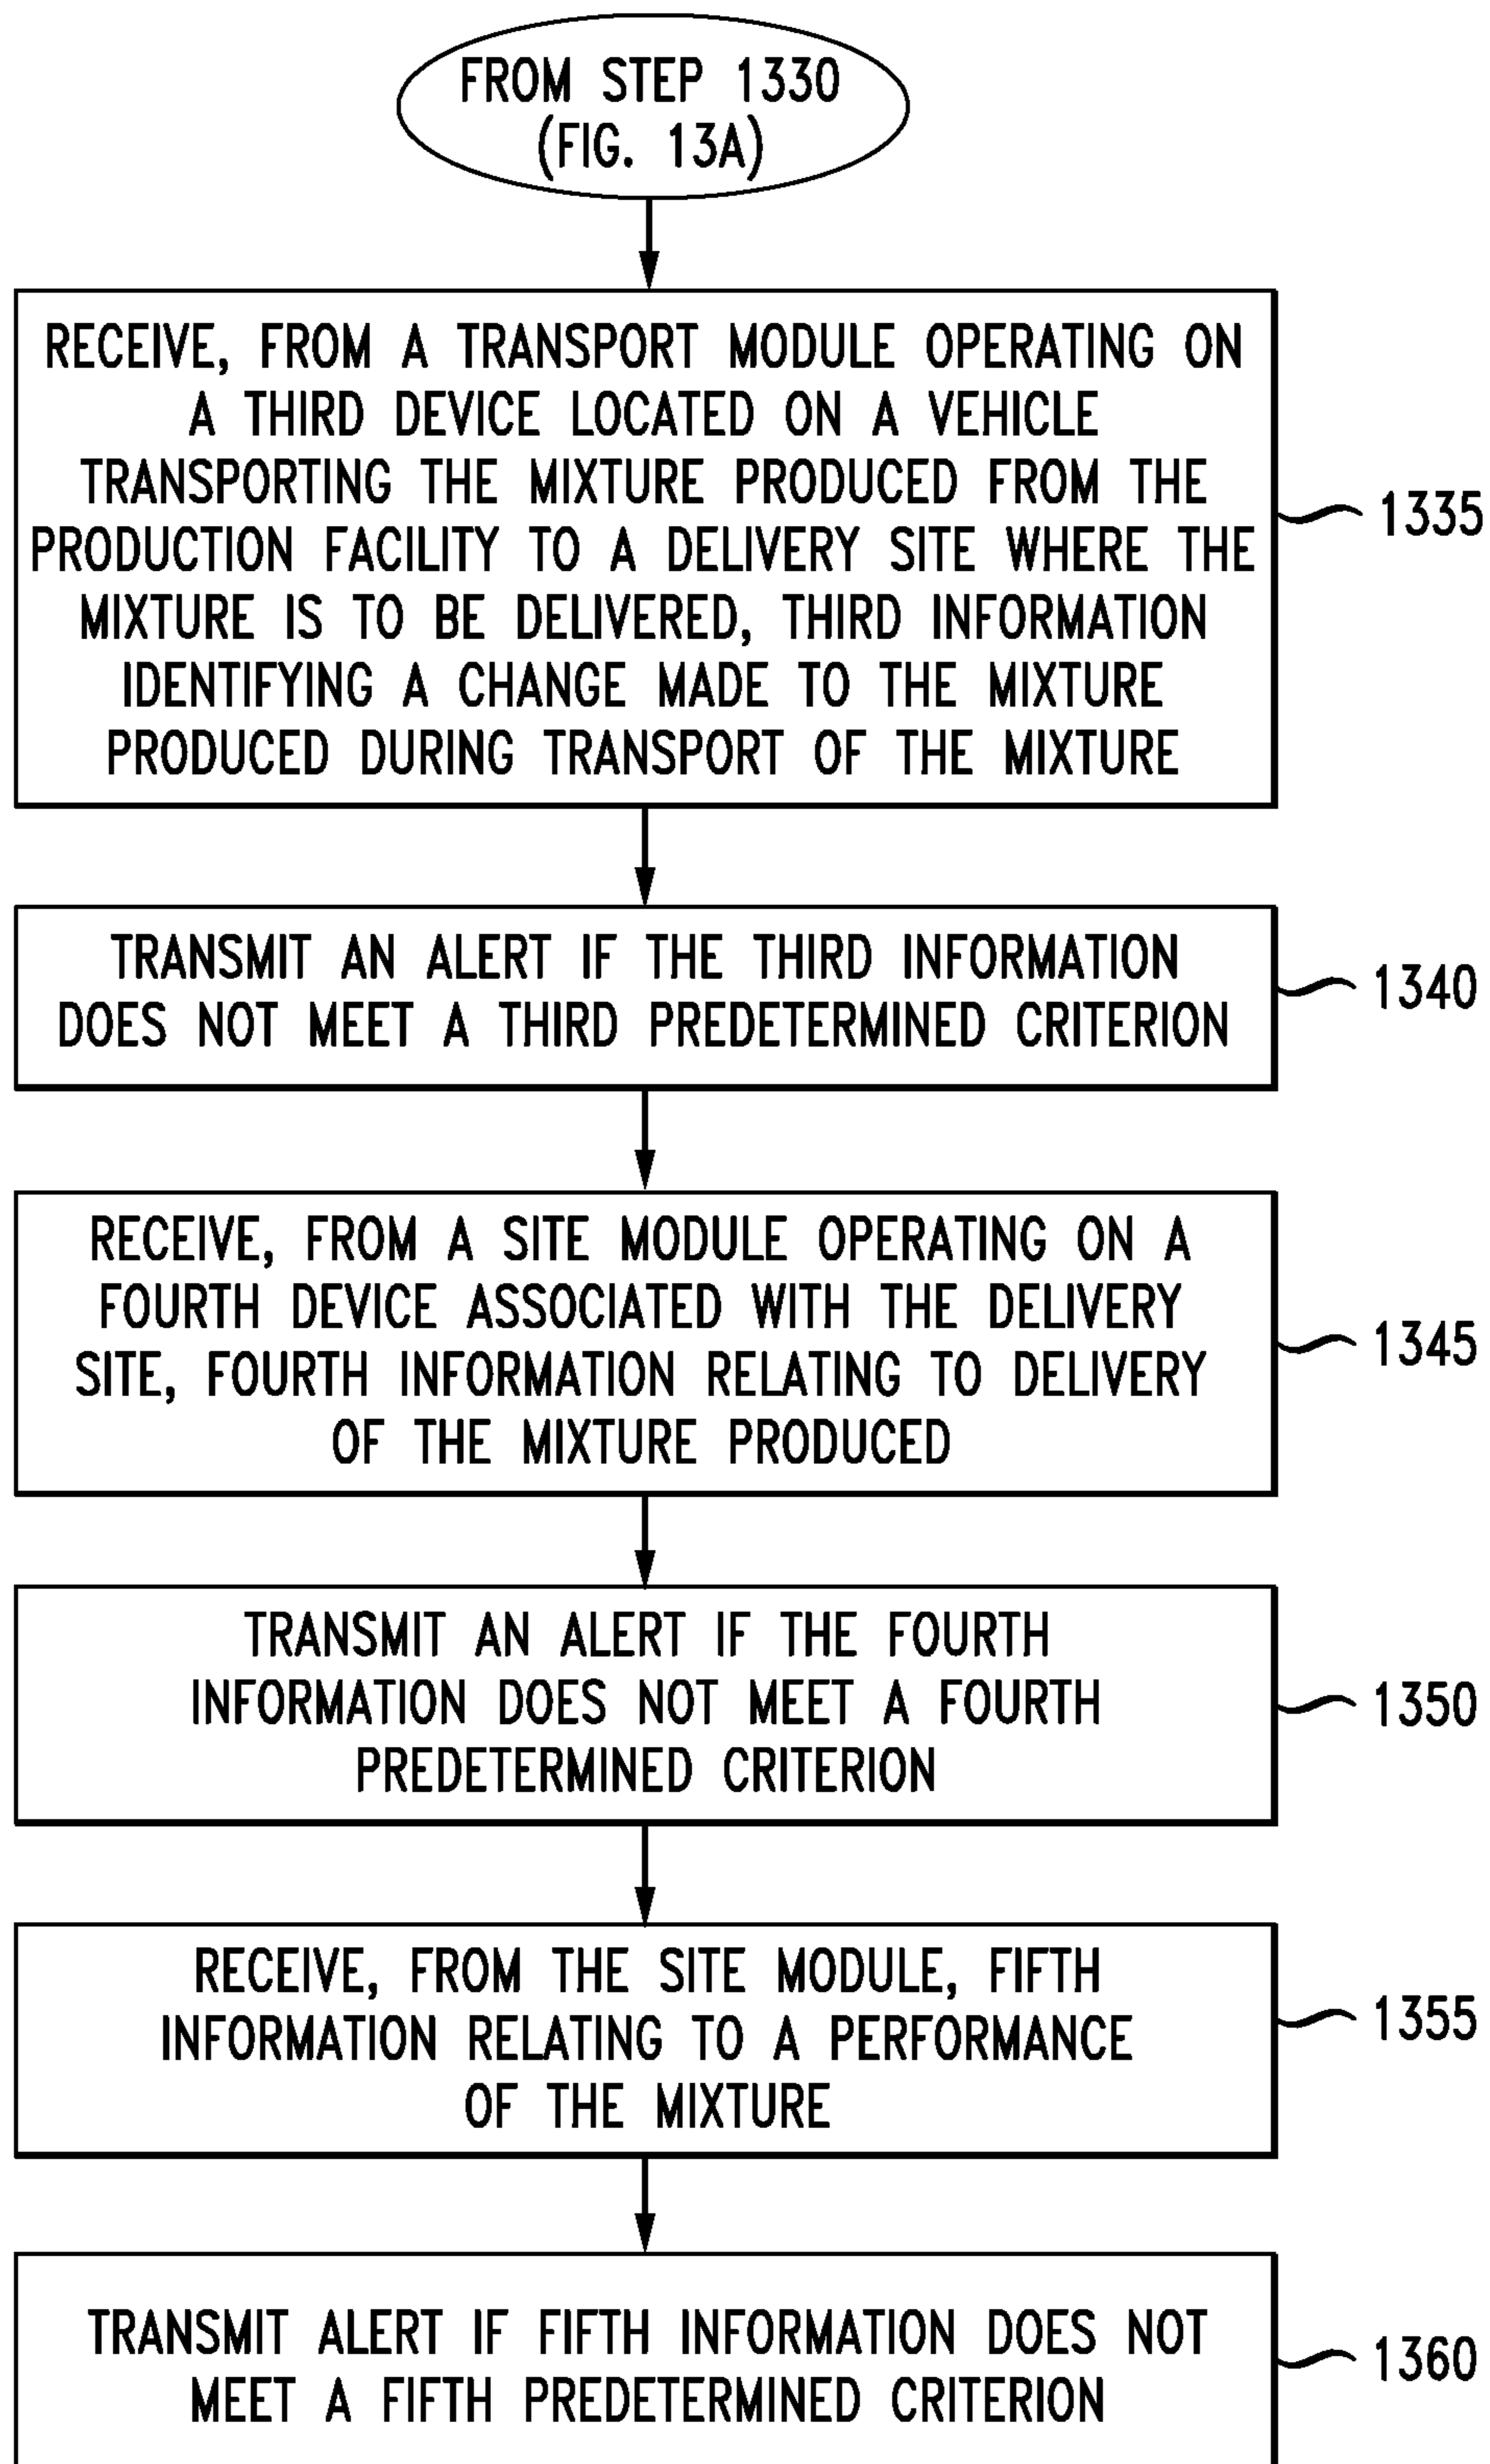 FROM STEP 1330
(FIG. 13A)
RECEIVE, FROM A TRANSPORT MODULE OPERATING ON
A THIRD DEVICE LOCATED ON A VEHICLE
TRANSPORTING THE MIXTURE PRODUCED FROM THE
PRODUCTION FACILITY TO A DELIVERY SITE WHERE THE
MIXTURE IS TO BE DELIVERED, THIRD INFORMATION
IDENTIFYING A CHANGE MADE TO THE MIXTURE
PRODUCED DURING TRANSPORT OF THE MIXTURE
1335
TRANSMIT AN ALERT IF THE THIRD INFORMATION
DOES NOT MEET A THIRD PREDETERMINED CRITERION
1340
RECEIVE, FROM A SITE MODULE OPERATING ON A
FOURTH DEVICE ASSOCIATED WITH THE DELIVERY
SITE, FOURTH INFORMATION RELATING TO DELIVERY
OF THE MIXTURE PRODUCED
1345
TRANSMIT AN ALERT IF THE FOURTH
INFORMATION DOES NOT MEET A FOURTH
PREDETERMINED CRITERION
1350
RECEIVE, FROM THE SITE MODULE, FIFTH
INFORMATION RELATING TO A PERFORMANCE
OF THE MIXTURE
1355
TRANSMIT ALERT IF FIFTH INFORMATION DOES NOT
MEET A FIFTH PREDETERMINED CRITERION
1360